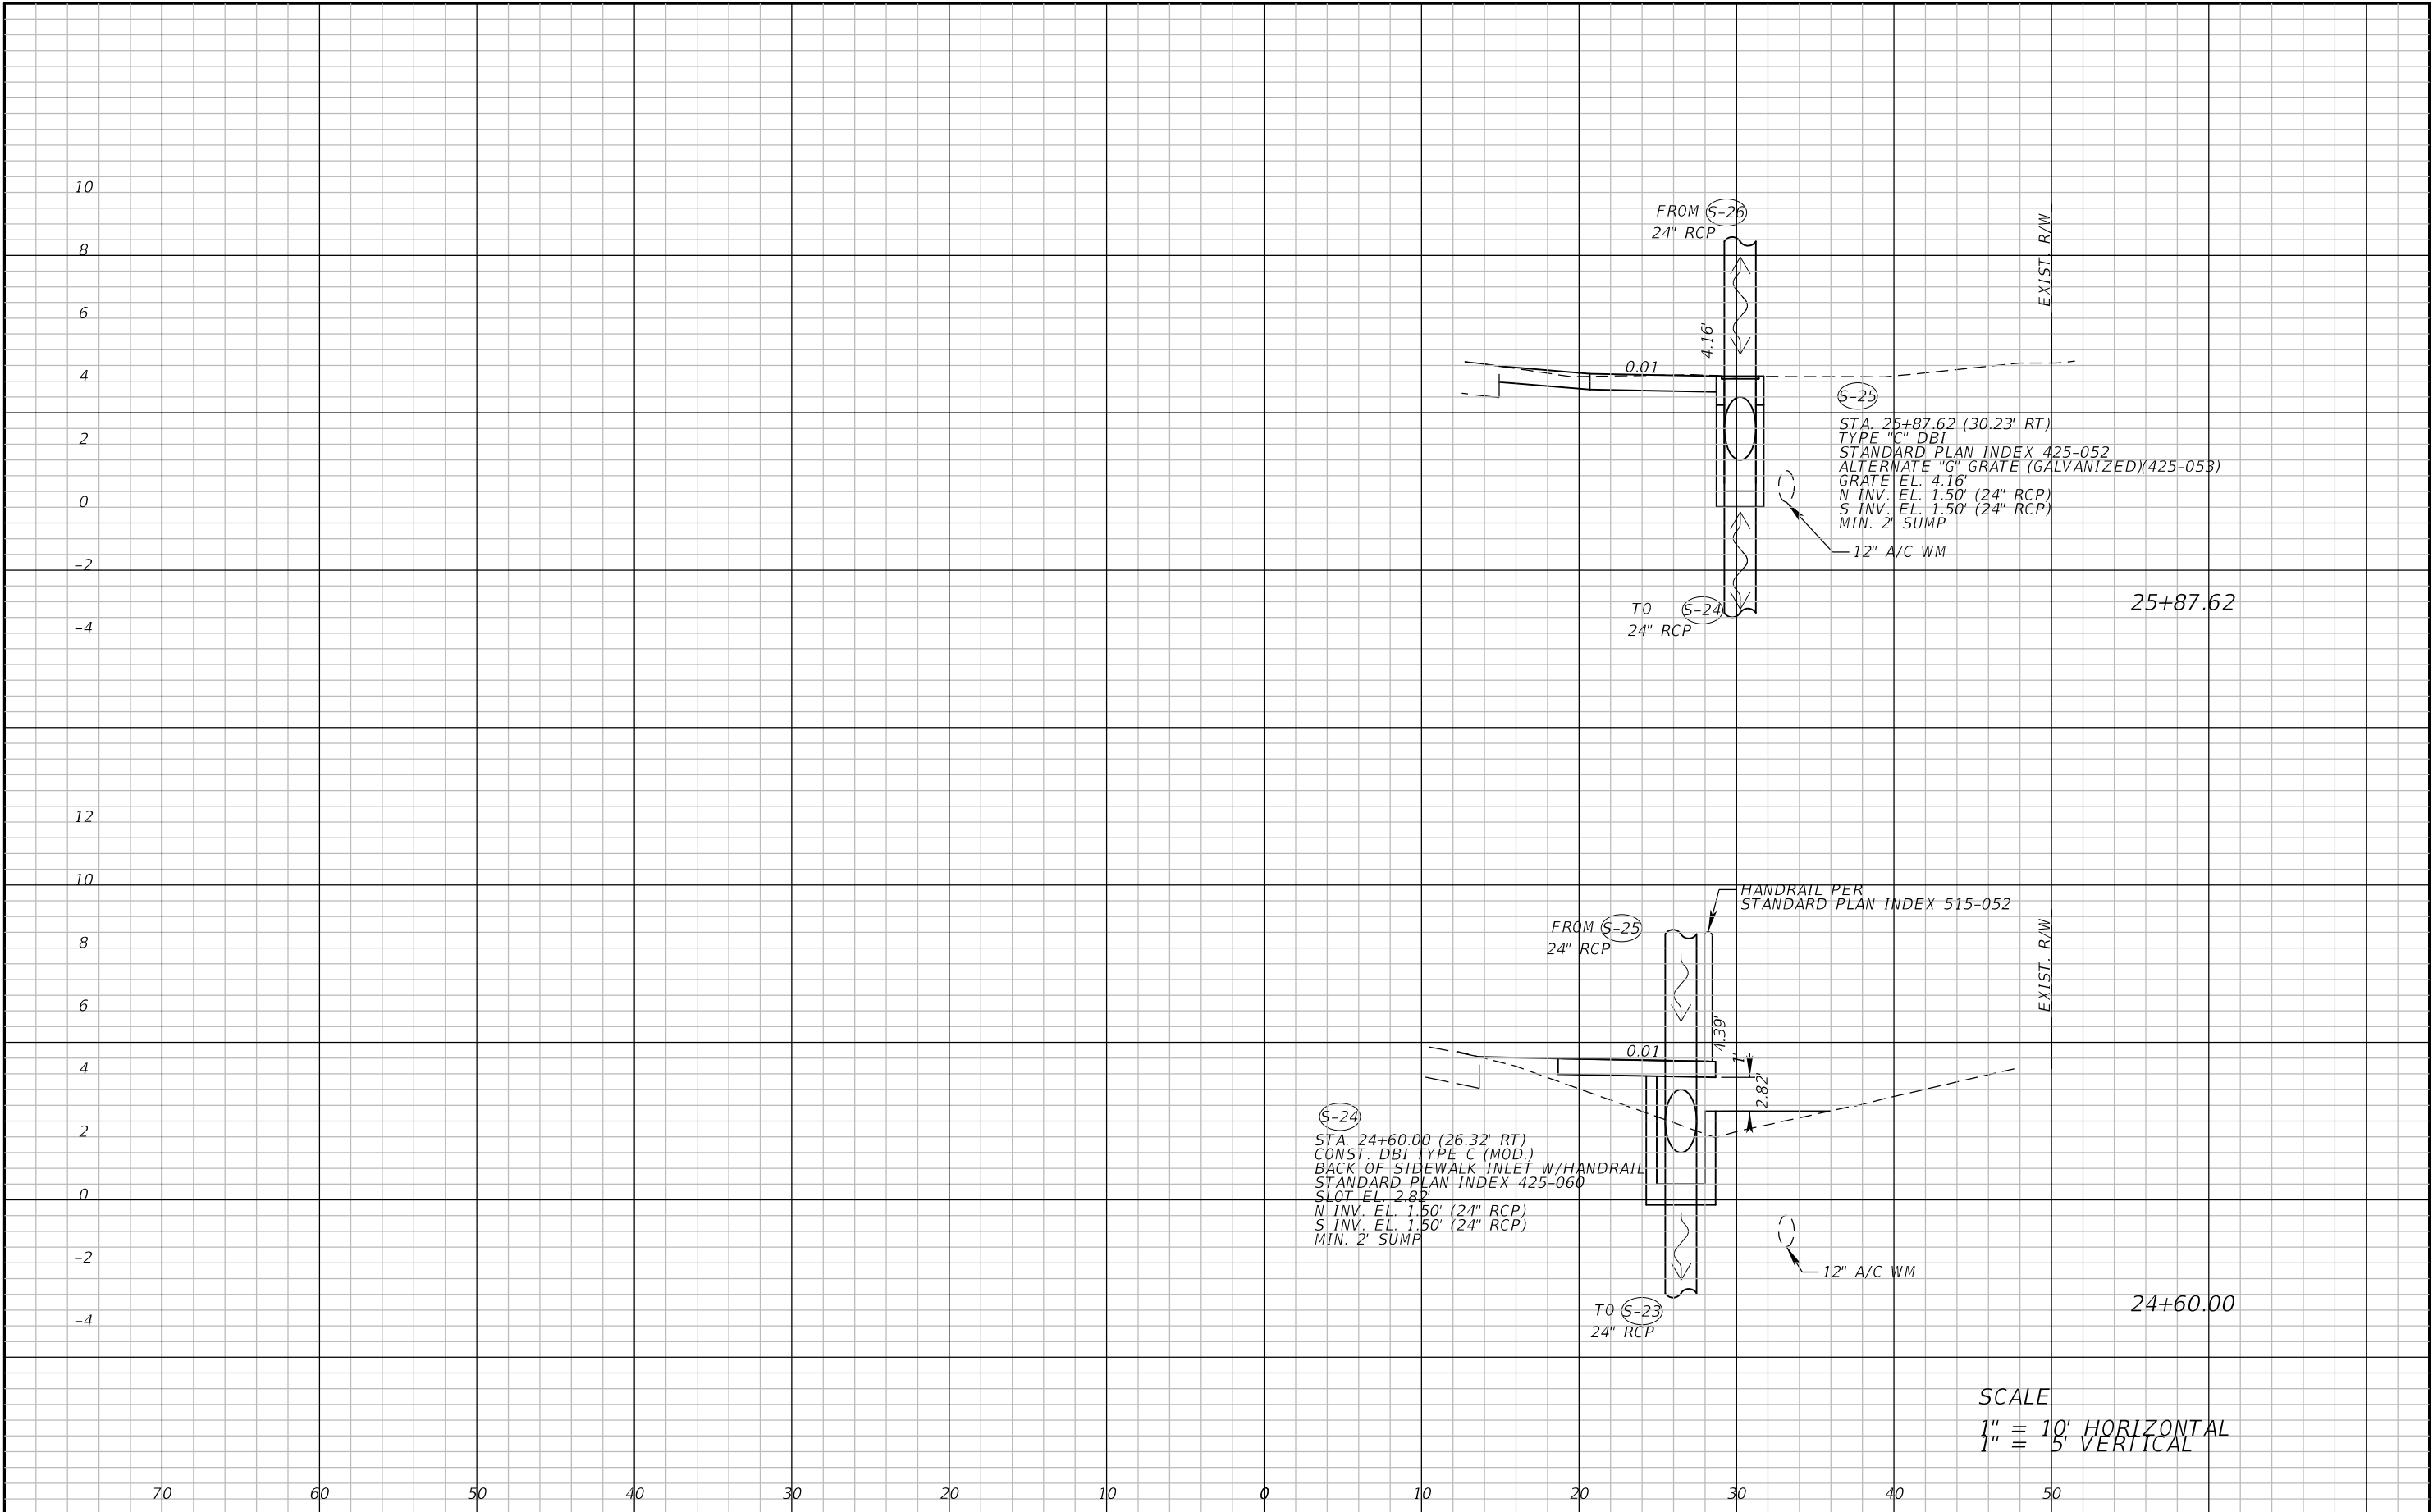 10
8
6
4
2
0
-2
-4
FROM S-26
24" RCP
EXIST. R/W
4.16'
0.01
S-25
STA. 25+87.62 (30.23' RT)
TYPE "C" DBI
STANDARD PLAN INDEX 425-052
ALTERNATE "G" GRATE (GALVANIZED)(425-053)
GRATE EL. 4.16'
N INV. EL. 1.50' (24" RCP)
S INV. EL. 1.50' (24" RCP)
MIN. 2' SUMP
12" A/C WM
TO S-24
24" RCP
25+87.62
12
10
8
6
4
2
0
-2
-4
HANDRAIL PER
STANDARD PLAN INDEX 515-052
FROM S-25
24" RCP
EXIST. R/W
4.39'
0.01
1'
2.82'
S-24
STA. 24+60.00 (26.32' RT)
CONST. DBI TYPE C (MOD.)
BACK OF SIDEWALK INLET W/HANDRAIL
STANDARD PLAN INDEX 425-060
SLOT EL. 2.82'
N INV. EL. 1.50' (24" RCP)
S INV. EL. 1.50' (24" RCP)
MIN. 2' SUMP
12" A/C WM
TO S-23
24" RCP
24+60.00
SCALE
1" = 10' HORIZONTAL
1" = 5' VERTICAL
70 60 50 40 30 20 10 0 10 20 30 40 50